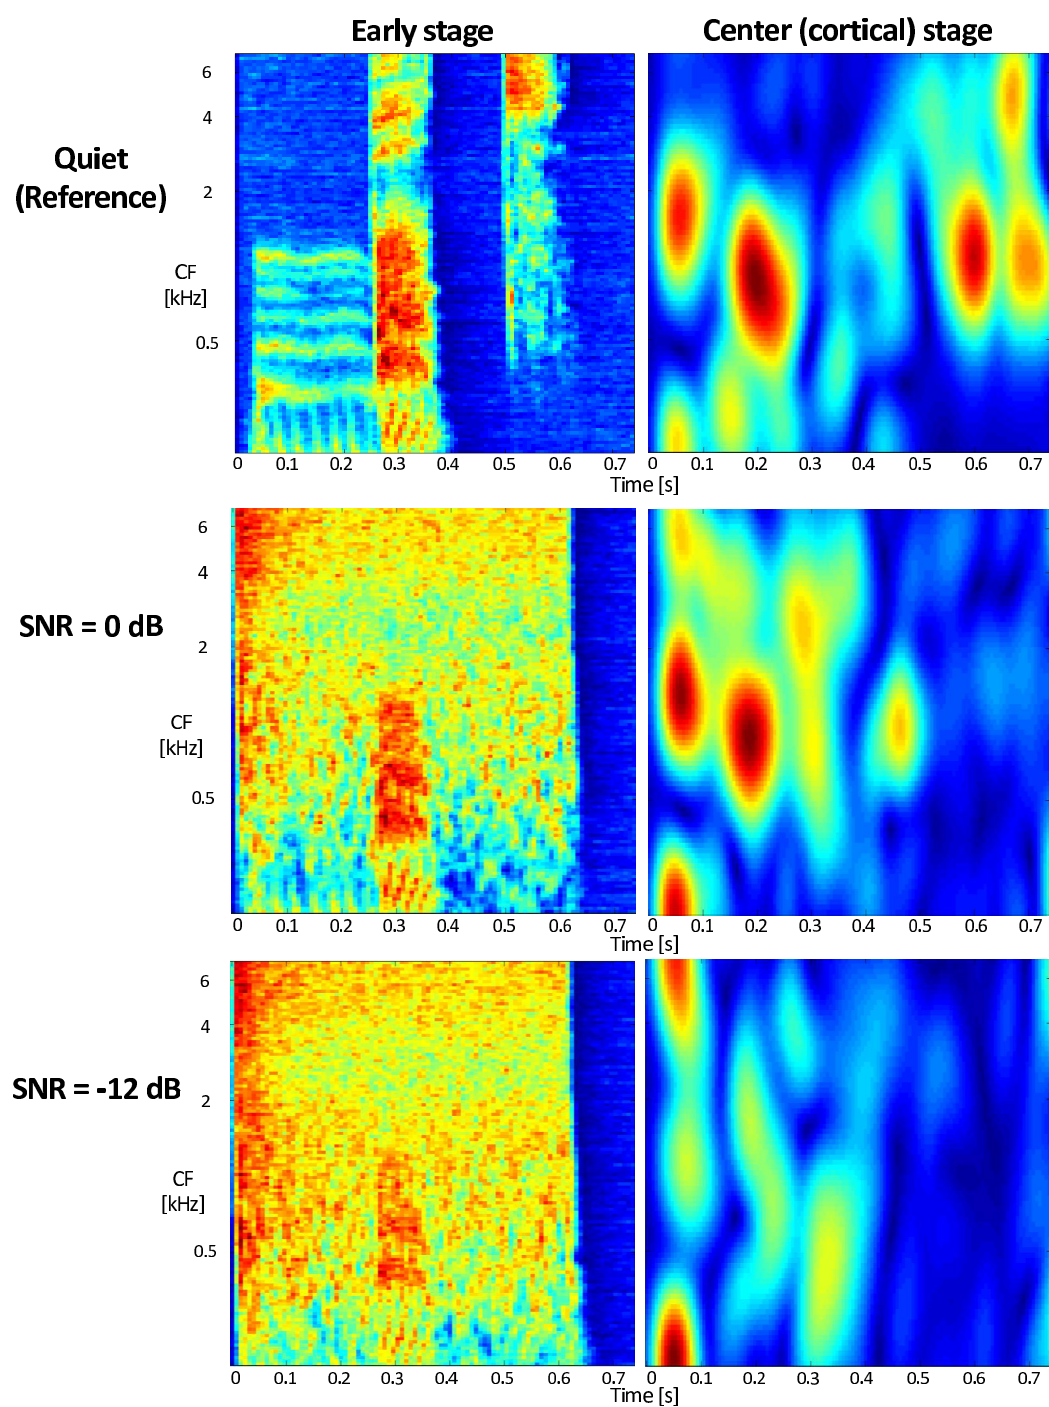 Early stage
Center (cortical) stage
Quiet
(Reference)
6
4
2
CF
[kHz]
0.5
0 0.1 0.2 0.3 0.4 0.5 0.6 0.7
0 0.1 0.2 0.3 0.4 0.5 0.6 0.7
Time [s]
SNR = 0 dB
6
4
2
CF
[kHz]
0.5
0 0.1 0.2 0.3 0.4 0.5 0.6 0.7
0 0.1 0.2 0.3 0.4 0.5 0.6 0.7
Time [s]
SNR = -12 dB
6
4
2
CF
[kHz]
0.5
0 0.1 0.2 0.3 0.4 0.5 0.6 0.7
0 0.1 0.2 0.3 0.4 0.5 0.6 0.7
Time [s]